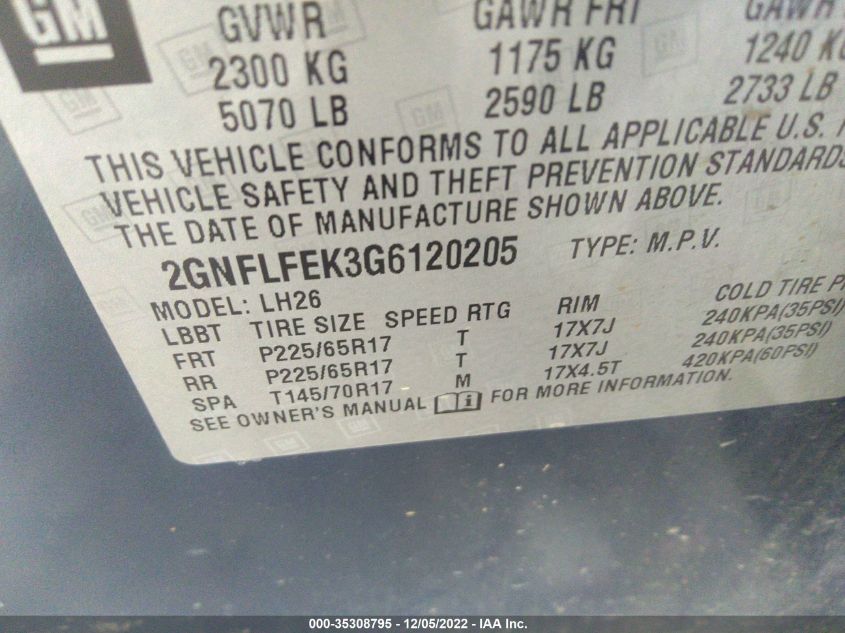 GM
GVWR GAWR FRT GAWR
2300 KG 1175 KG 1240 KG
5070 LB 2590 LB 2733 LB
THIS VEHICLE CONFORMS TO ALL APPLICABLE U.S.
VEHICLE SAFETY AND THEFT PREVENTION STANDARDS
THE DATE OF MANUFACTURE SHOWN ABOVE.
2GNFLFEK3G6120205 TYPE: M.P.V.
MODEL: LH26
LBBT TIRE SIZE SPEED RTG RIM COLD TIRE
FRT P225/65R17 T 17X7J 240KPA(35PSI)
RR P225/65R17 T 17X7J 240KPA(35PSI)
SPA T145/70R17 M 17X4.5T 420KPA(60PSI)
SEE OWNER'S MANUAL FOR MORE INFORMATION.
000-35308795 - 12/05/2022 - IAA Inc.